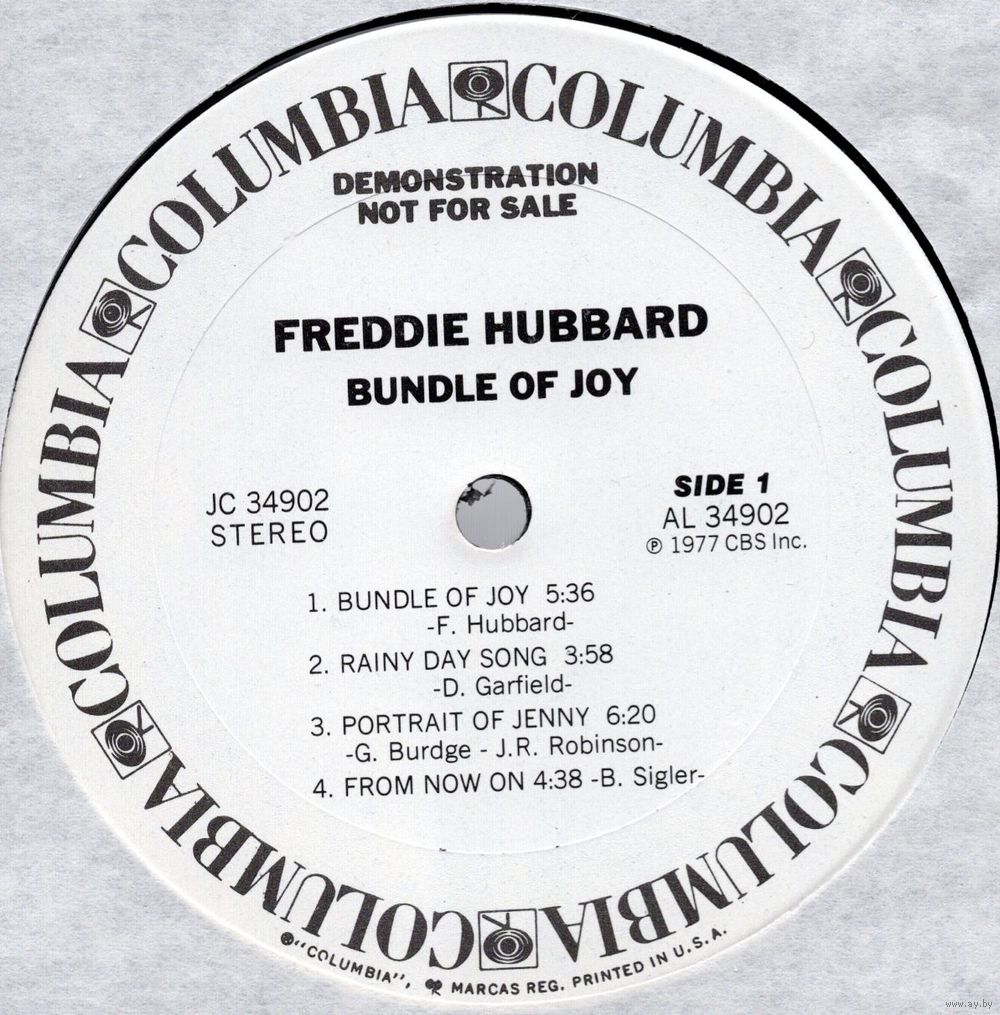 COLUMBIA COLUMBIA COLUMBIA COLUMBIA COLUMBIA COLUMBIA
DEMONSTRATION
NOT FOR SALE
FREDDIE HUBBARD
BUNDLE OF JOY
JC 34902
STEREO
SIDE 1
AL 34902
℗ 1977 CBS Inc.
1. BUNDLE OF JOY 5:36
-F. Hubbard-
2. RAINY DAY SONG 3:58
-D. Garfield-
3. PORTRAIT OF JENNY 6:20
-G. Burdge - J.R. Robinson-
4. FROM NOW ON 4:38 -B. Sigler-
®"COLUMBIA", MARCAS REG. PRINTED IN U.S.A.
www.ay.by